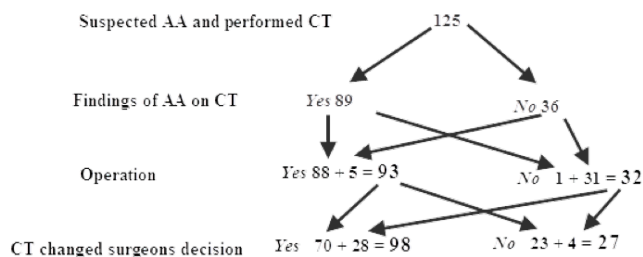 Suspected AA and performed CT 125
Findings of AA on CT Yes 89 No 36
Operation Yes 88 + 5 = 93 No 1 + 31 = 32
CT changed surgeons decision Yes 70 + 28 = 98 No 23 + 4 = 27